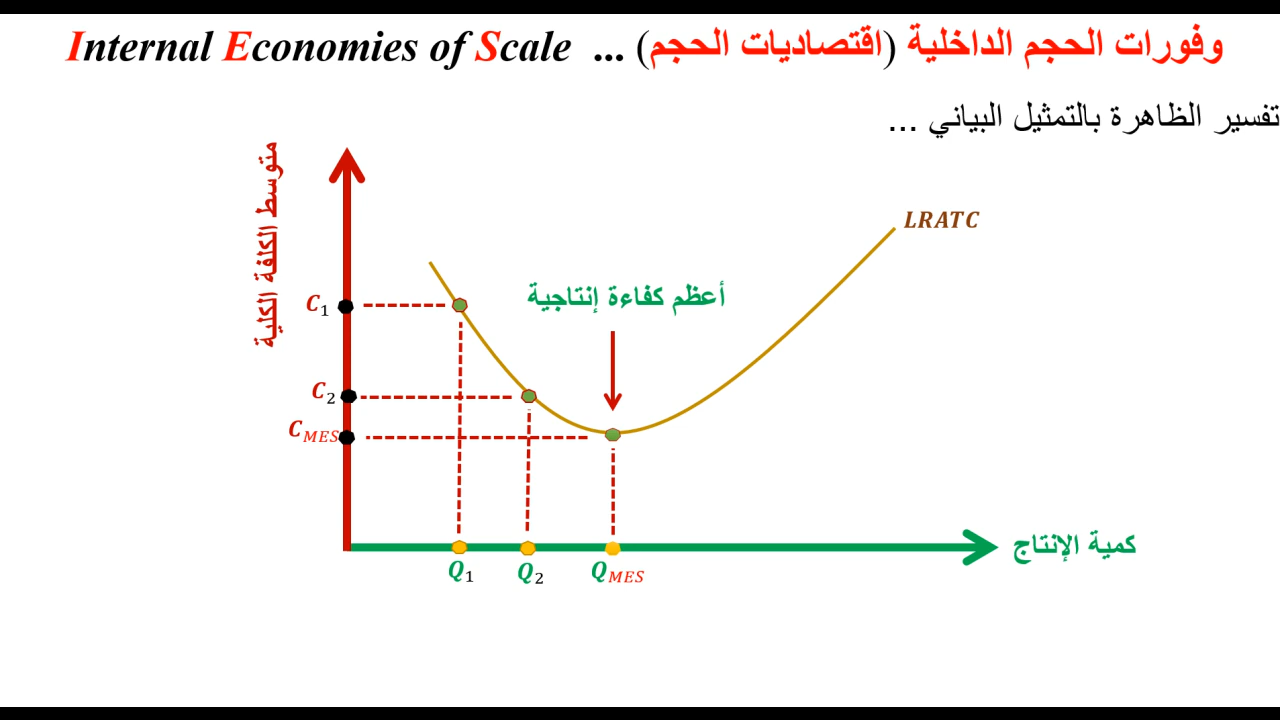 وفورات الحجم الداخلية (اقتصاديات الحجم) ... Internal Economies of Scale
تفسير الظاهرة بالتمثيل البياني ...
متوسط الكلفة الكلية
LRATC
أعظم كفاءة إنتاجية
C1
C2
CMES
كمية الإنتاج
Q1 Q2 QMES